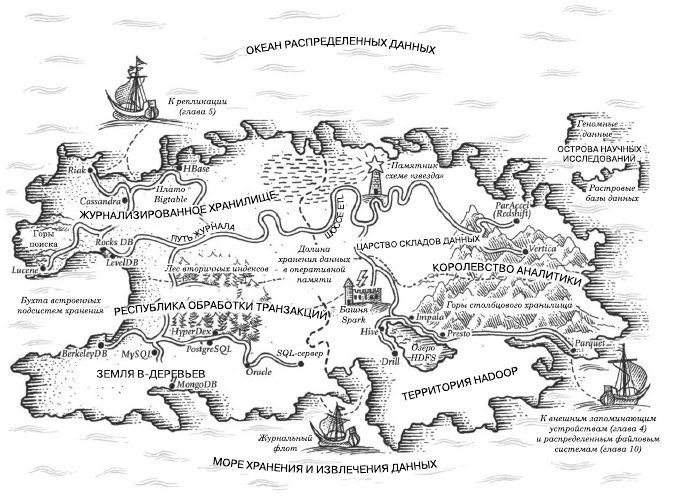 ОКЕАН РАСПРЕДЕЛЕННЫХ ДАННЫХ
К репликации
(глава 5)
Геномные
данные
ОСТРОВА НАУЧНЫХ
ИССЛЕДОВАНИЙ
Растровые
базы данных
Riak
HBase
Плато
Bigtable
Cassandra
Памятник
схеме «звезда»
ЖУРНАЛИЗИРОВАННОЕ ХРАНИЛИЩЕ
ParAccel
(Redshift)
Горы
поиска
ПУТЬ ЖУРНАЛА
ШОССЕ ETL
Rocks DB
LevelDB
Lucene
Долина
хранения данных
в оперативной
памяти
ЦАРСТВО СКЛАДОВ ДАННЫХ
Vertica
Лес вторичных индексов
КОРОЛЕВСТВО АНАЛИТИКИ
Бухта встроенных
подсистем хранения
РЕСПУБЛИКА ОБРАБОТКИ ТРАНЗАКЦИЙ
Башня
Spark
Горы столбцового хранилища
HyperDex
Impala
Hive
Presto
BerkeleyDB
MySQL
PostgreSQL
SQL-сервер
Озеро
HDFS
Parquet
Drill
Oracle
ЗЕМЛЯ В-ДЕРЕВЬЕВ
MongoDB
ТЕРРИТОРИЯ HADOOP
Журнальный
флот
К внешним запоминающим
устройствам (глава 4)
и распределенным файловым
системам (глава 10)
МОРЕ ХРАНЕНИЯ И ИЗВЛЕЧЕНИЯ ДАННЫХ